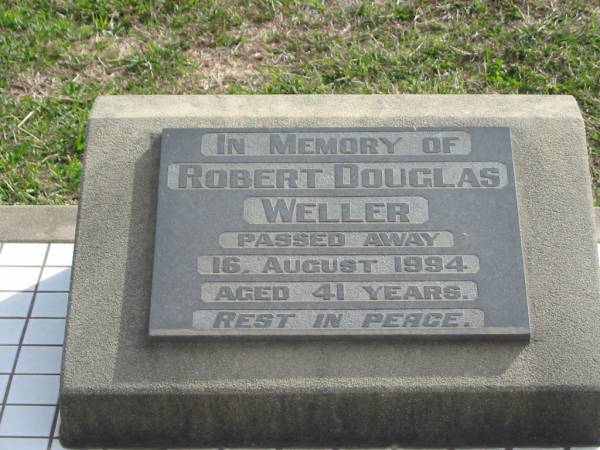 In Memory of
Robert Douglas
Weller
passed away
16, August 1994
aged 41 years.
Rest in peace.